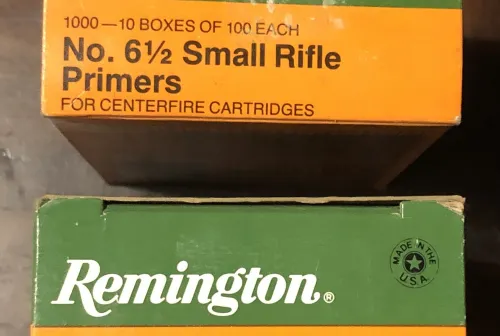 1000—10 BOXES OF 100 EACH
No. 6½ Small Rifle
Primers
FOR CENTERFIRE CARTRIDGES
Remington®
MADE IN THE
U.S.A.